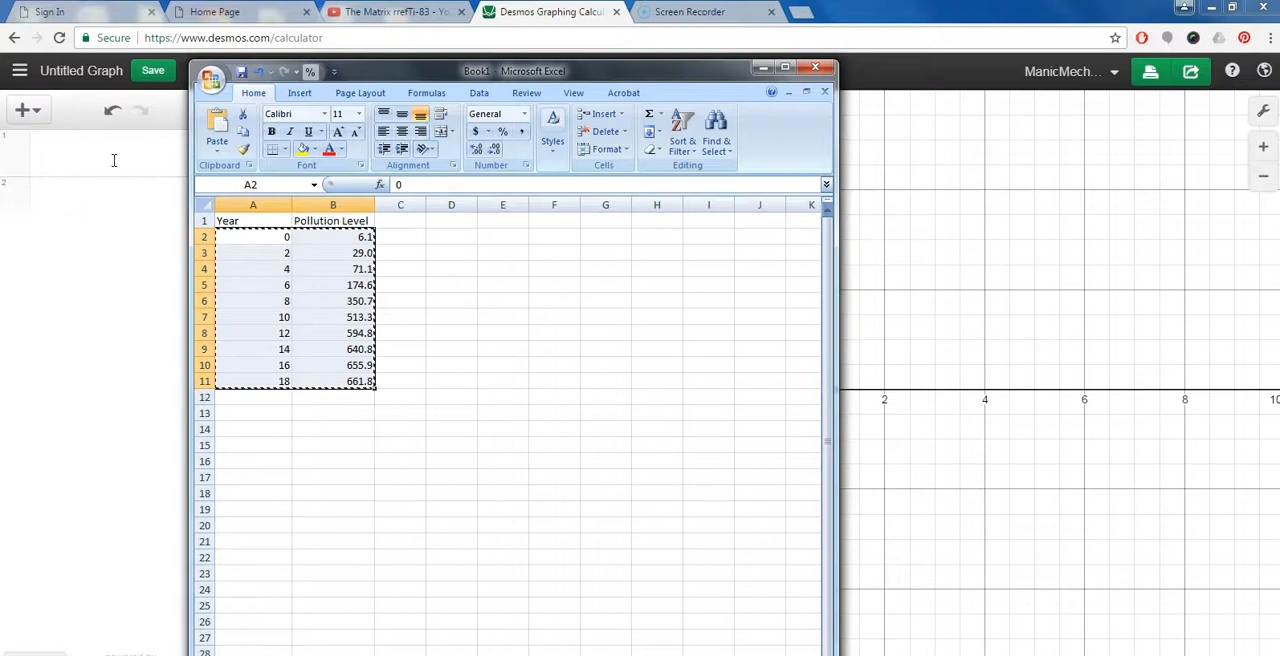 Sign In
Home Page
The Matrix rrefTi-83 - Yo
Desmos Graphing Calcu
Screen Recorder
Secure https://www.desmos.com/calculator
Untitled Graph Save
ManicMech...
Book1 - Microsoft Excel
Home Insert Page Layout Formulas Data Review View Acrobat
Paste
Clipboard
Calibri 11
B I U A A
A
Font
Alignment
General
$ % ,
Number
Styles
Insert
Delete
Format
Cells
Σ
Sort & Filter
Find & Select
Editing
A2 fx 0
A B C D E F G H I J K
1 Year Pollution Level
2 0 6.1
3 2 29.0
4 4 71.1
5 6 174.6
6 8 350.7
7 10 513.3
8 12 594.8
9 14 640.8
10 16 655.9
11 18 661.8
12
13
14
15
16
17
18
19
20
21
22
23
24
25
26
27
28
1
2
2 4 6 8 10